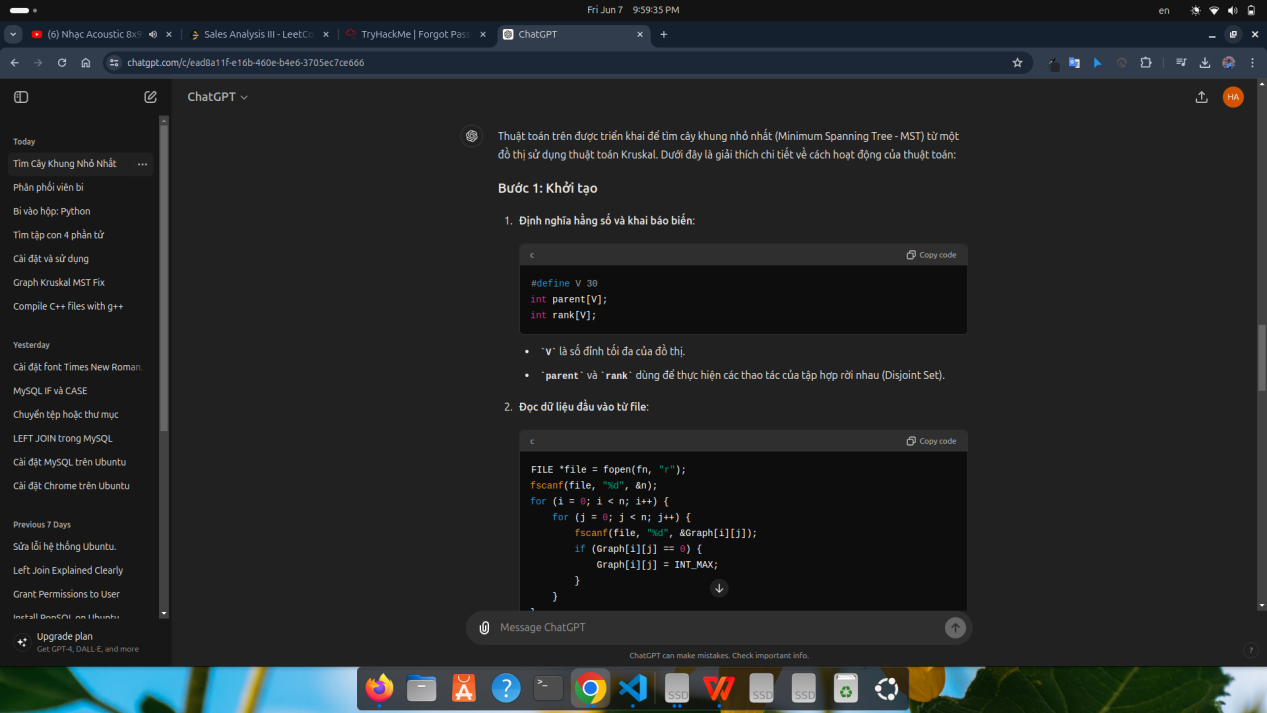 Fri Jun 7 9:59:35 PM
en
(6) Nhạc Acoustic 8x9
Sales Analysis III - LeetCo
TryHackMe | Forgot Pass
ChatGPT
chatgpt.com/c/ead8a11f-e16b-460e-b4e6-3705ec7ce666
ChatGPT
HA
Today
Tìm Cây Khung Nhỏ Nhất
Phân phối viên bi
Bi vào hộp: Python
Tìm tập con 4 phần tử
Cài đặt và sử dụng
Graph Kruskal MST Fix
Compile C++ files with g++
Yesterday
Cài đặt font Times New Roman.
MySQL IF và CASE
Chuyển tệp hoặc thư mục
LEFT JOIN trong MySQL
Cài đặt MySQL trên Ubuntu
Cài đặt Chrome trên Ubuntu
Previous 7 Days
Sửa lỗi hệ thống Ubuntu.
Left Join Explained Clearly
Grant Permissions to User
Install PopSQL on Ubuntu
Upgrade plan
Get GPT-4, DALL·E, and more
Thuật toán trên được triển khai để tìm cây khung nhỏ nhất (Minimum Spanning Tree - MST) từ một
đồ thị sử dụng thuật toán Kruskal. Dưới đây là giải thích chi tiết về cách hoạt động của thuật toán:
Bước 1: Khởi tạo
1. Định nghĩa hằng số và khai báo biến:
c
Copy code
#define V 30
int parent[V];
int rank[V];
• `V` là số đỉnh tối đa của đồ thị.
• `parent` và `rank` dùng để thực hiện các thao tác của tập hợp rời nhau (Disjoint Set).
2. Đọc dữ liệu đầu vào từ file:
c
Copy code
FILE *file = fopen(fn, "r");
fscanf(file, "%d", &n);
for (i = 0; i < n; i++) {
for (j = 0; j < n; j++) {
fscanf(file, "%d", &Graph[i][j]);
if (Graph[i][j] == 0) {
Graph[i][j] = INT_MAX;
}
}
}
Message ChatGPT
ChatGPT can make mistakes. Check important info.
?
SSD
SSD
SSD